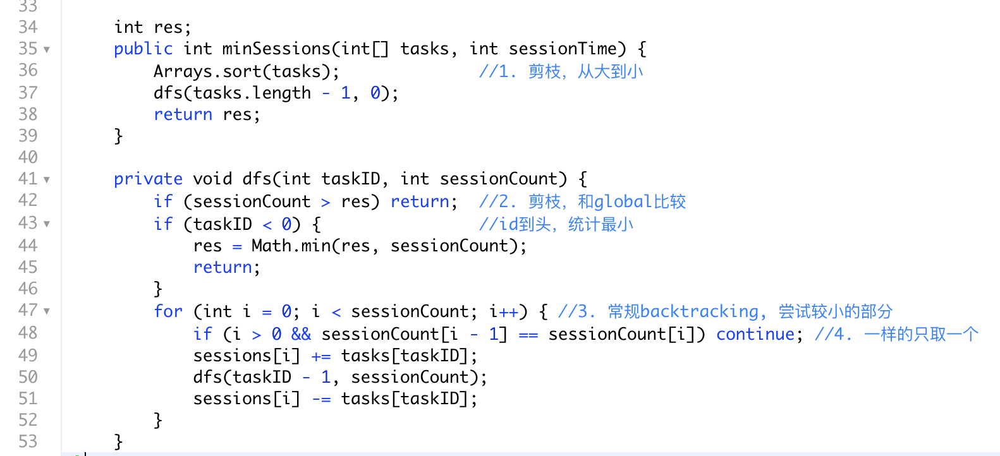 33
34 int res;
35 public int minSessions(int[] tasks, int sessionTime) {
36 Arrays.sort(tasks); //1. 剪枝，从大到小
37 dfs(tasks.length - 1, 0);
38 return res;
39 }
40
41 private void dfs(int taskID, int sessionCount) {
42 if (sessionCount > res) return; //2. 剪枝，和global比较
43 if (taskID < 0) { //id到头，统计最小
44 res = Math.min(res, sessionCount);
45 return;
46 }
47 for (int i = 0; i < sessionCount; i++) { //3. 常规backtracking, 尝试较小的部分
48 if (i > 0 && sessionCount[i - 1] == sessionCount[i]) continue; //4. 一样的只取一个
49 sessions[i] += tasks[taskID];
50 dfs(taskID - 1, sessionCount);
51 sessions[i] -= tasks[taskID];
52 }
53 }